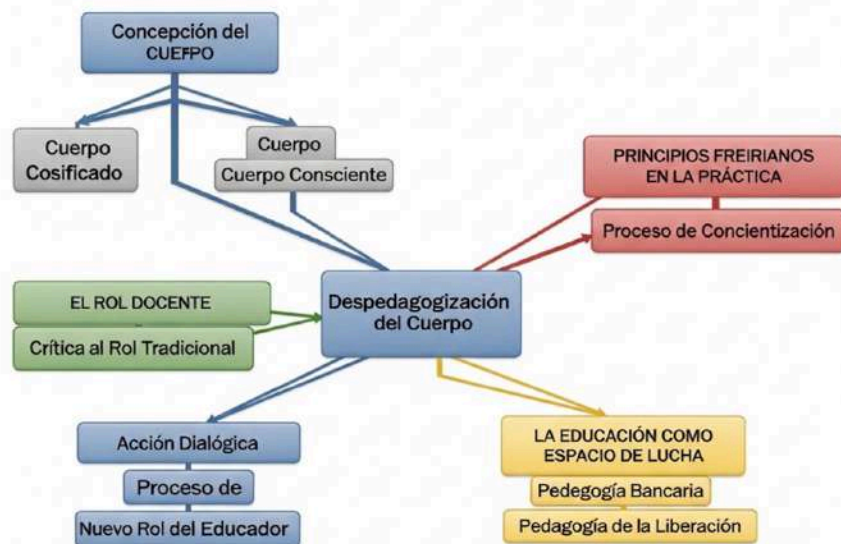 Concepción del
CUEFPO
Cuerpo
Cosificado
Cuerpo
Cuerpo Consciente
PRINCIPIOS FREIRIANOS
EN LA PRÁCTICA
Proceso de Concientización
EL ROL DOCENTE
Crítica al Rol Tradicional
Despedagogización
del Cuerpo
Acción Dialógica
Proceso de
Nuevo Rol del Educador
LA EDUCACIÓN COMO
ESPACIO DE LUCHA
Pedegogía Bancaria
Pedagogía de la Liberación